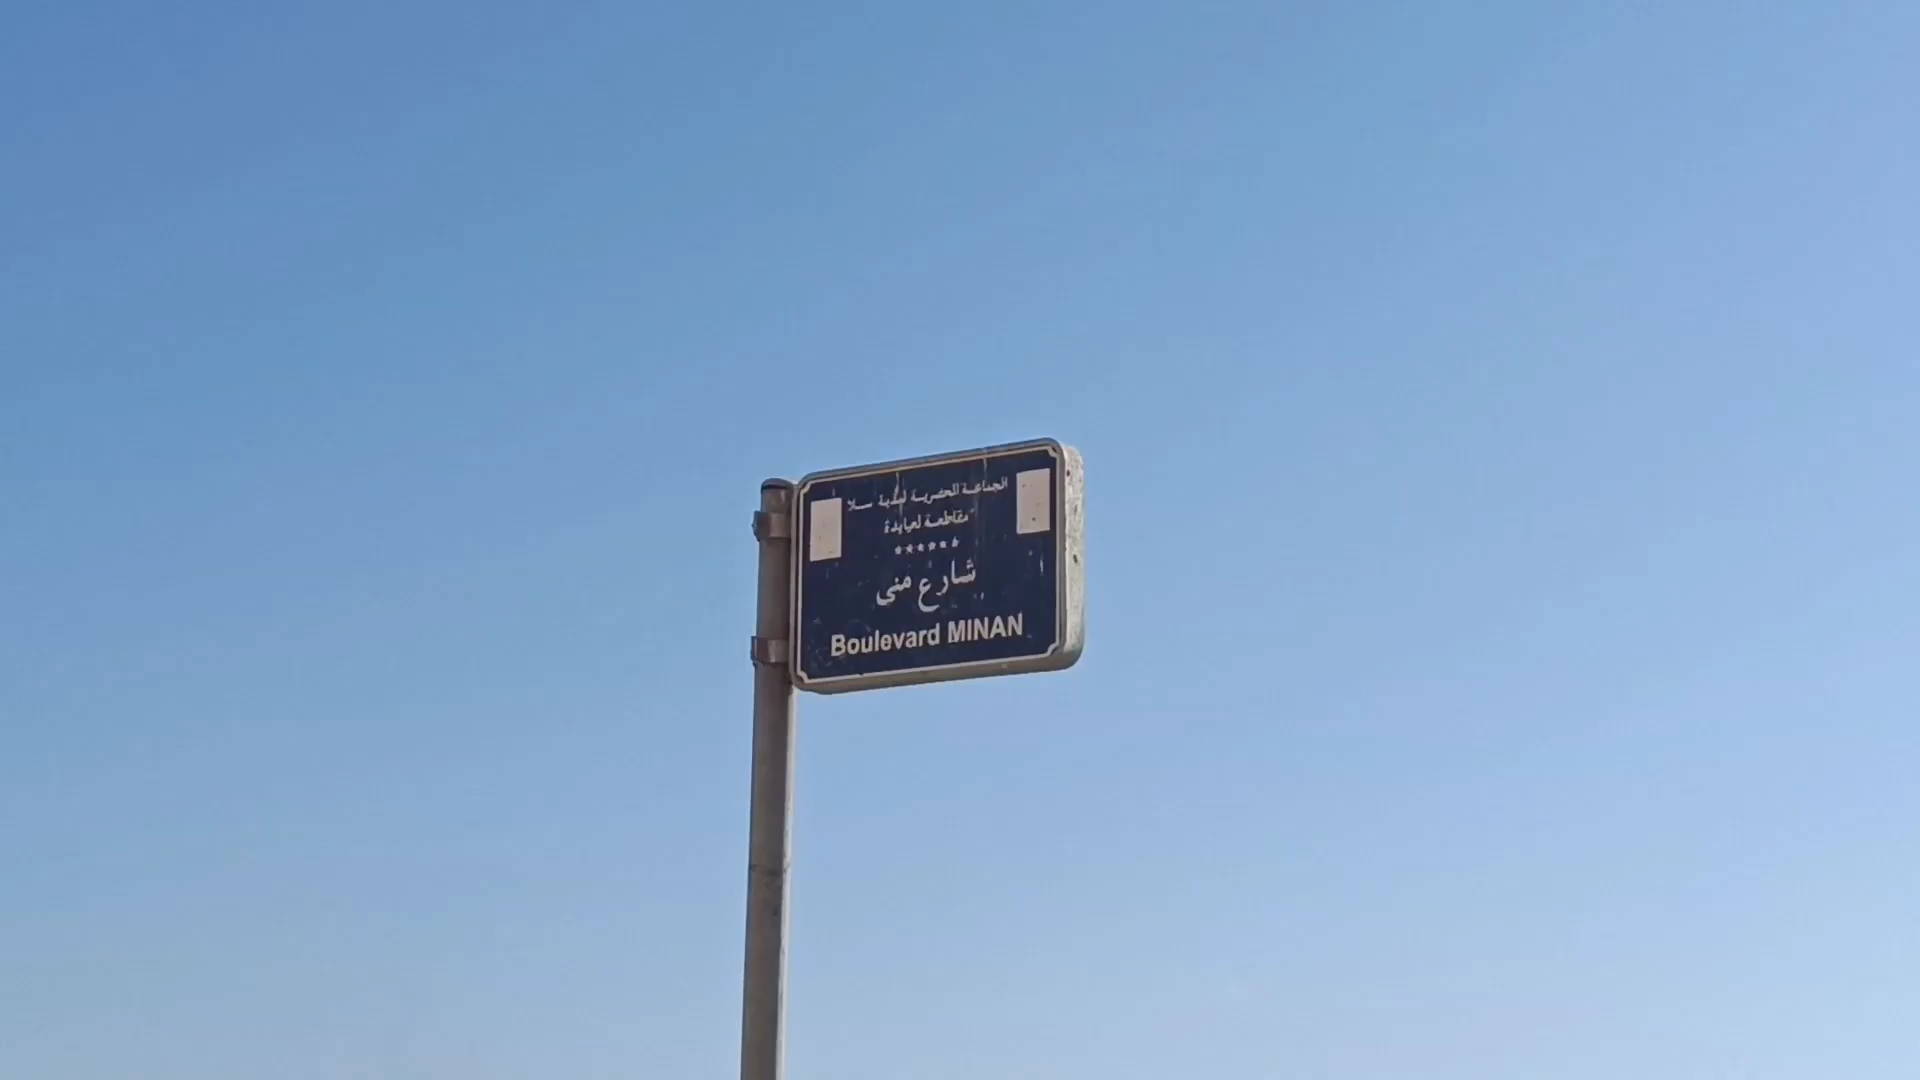 الجماعة الحضرية لمدينة سلا
مقاطعة لعيايدة
******
شارع منى
Boulevard MINAN